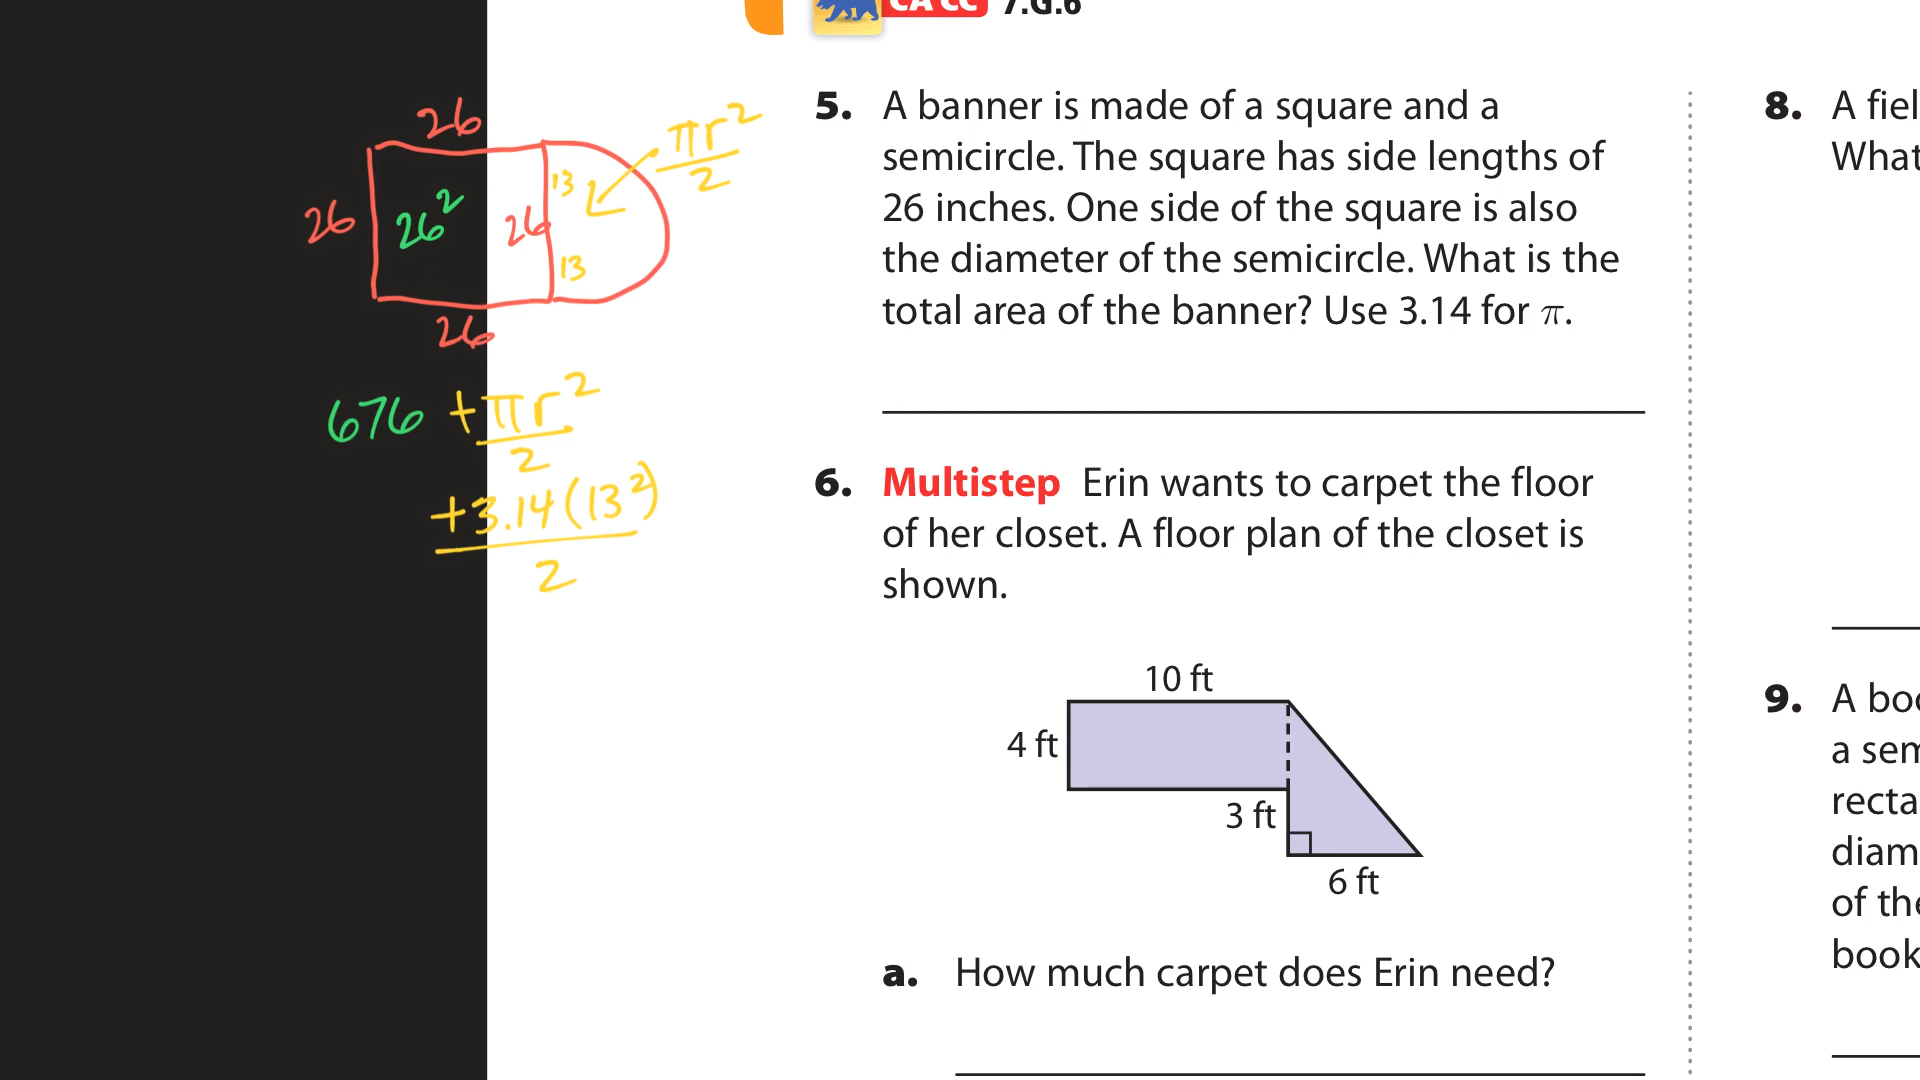 CA CC 7.G.6
5. A banner is made of a square and a
semicircle. The square has side lengths of
26 inches. One side of the square is also
the diameter of the semicircle. What is the
total area of the banner? Use 3.14 for π.
26
πr²
2
26
26²
26
13
13
26
676 + πr²
2
+3.14(13²)
2
6. Multistep Erin wants to carpet the floor
of her closet. A floor plan of the closet is
shown.
10 ft
4 ft
3 ft
6 ft
a. How much carpet does Erin need?
8. A fiel
What
9. A boo
a sem
recta
diam
of the
book